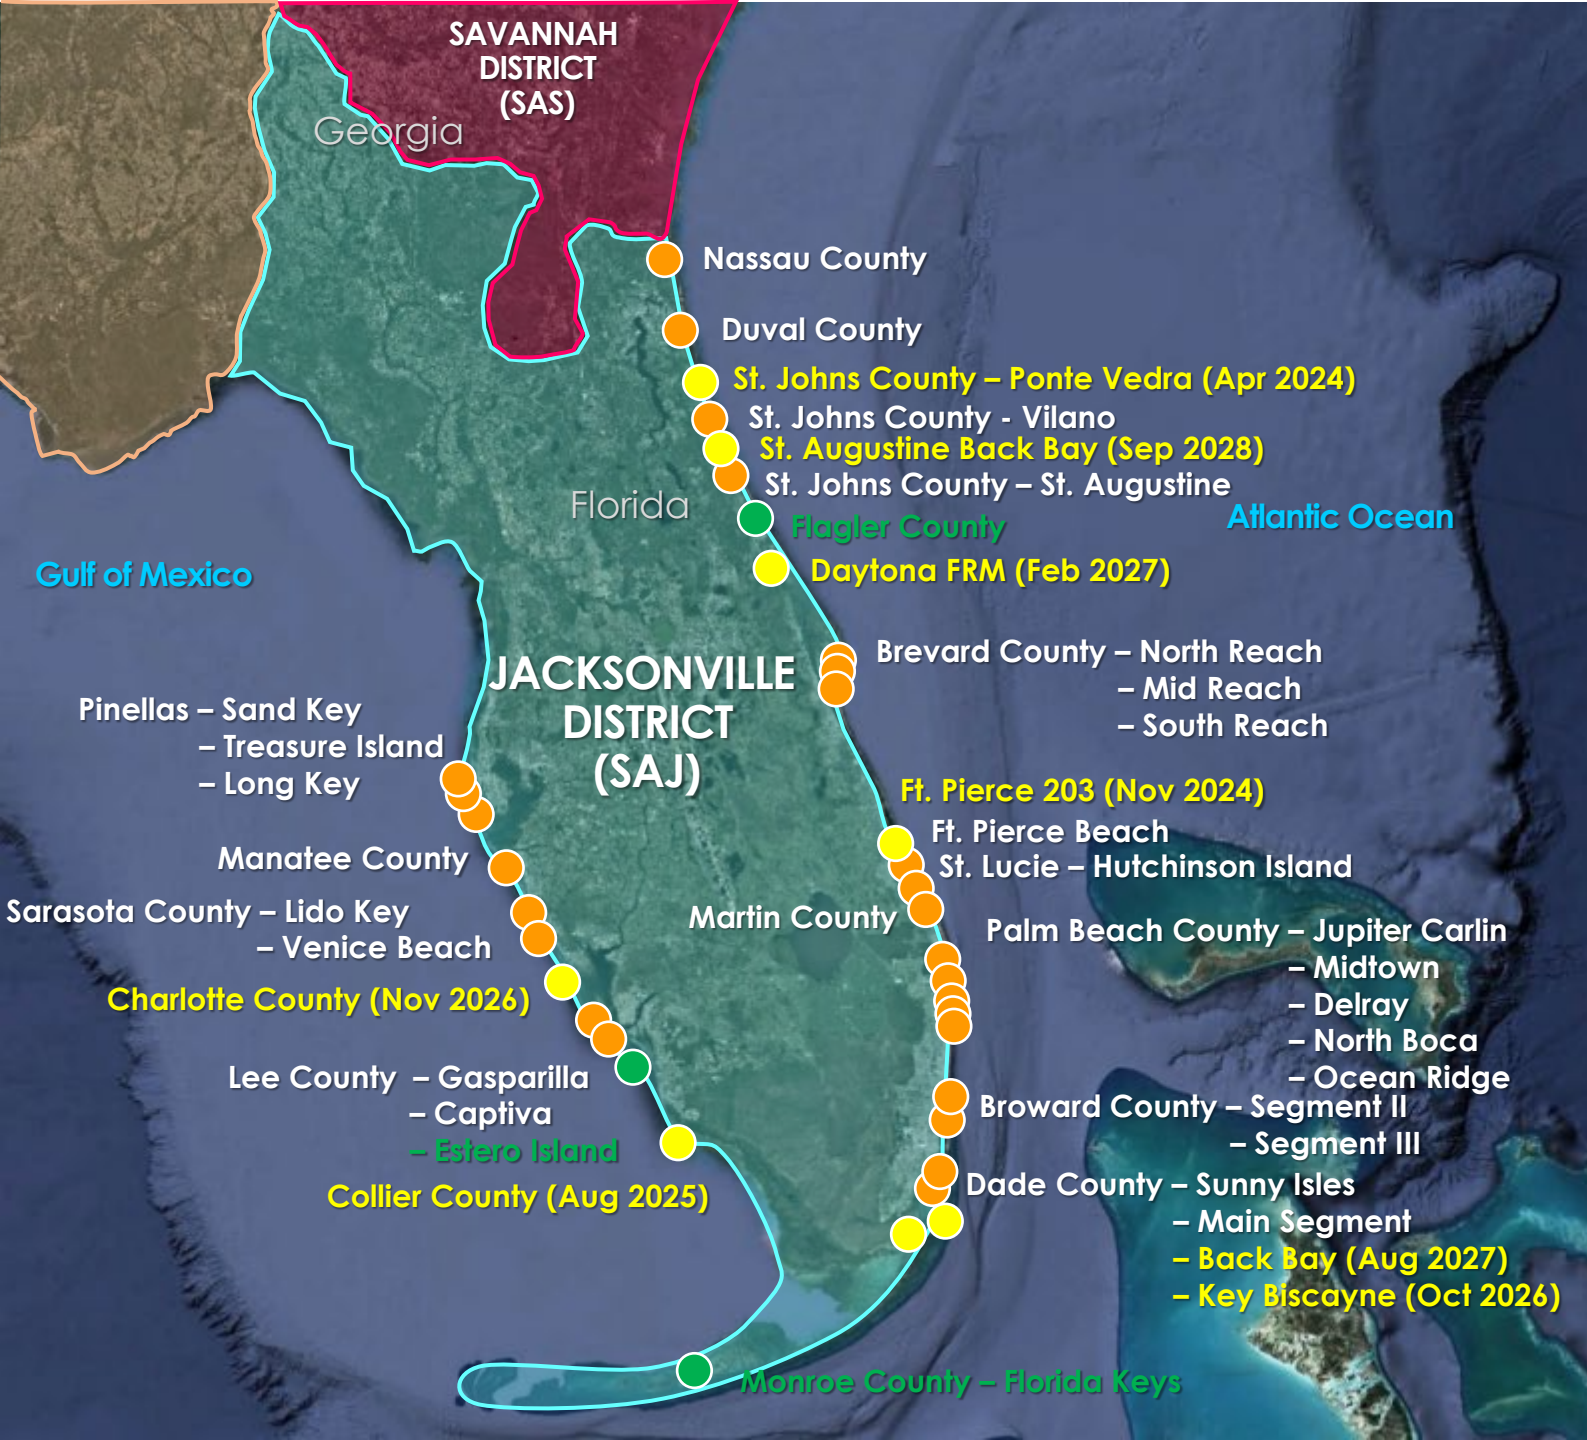 SAVANNAH
DISTRICT
(SAS)
Georgia
Nassau County
Duval County
St. Johns County – Ponte Vedra (Apr 2024)
St. Johns County - Vilano
St. Augustine Back Bay (Sep 2028)
St. Johns County – St. Augustine
Florida
Atlantic Ocean
Flagler County
Gulf of Mexico
Daytona FRM (Feb 2027)
JACKSONVILLE
DISTRICT
(SAJ)
Brevard County – North Reach
– Mid Reach
– South Reach
Pinellas – Sand Key
– Treasure Island
– Long Key
Ft. Pierce 203 (Nov 2024)
Ft. Pierce Beach
St. Lucie – Hutchinson Island
Manatee County
Martin County
Sarasota County – Lido Key
– Venice Beach
Palm Beach County – Jupiter Carlin
– Midtown
– Delray
– North Boca
– Ocean Ridge
Charlotte County (Nov 2026)
Lee County – Gasparilla
– Captiva
– Estero Island
Broward County – Segment II
– Segment III
Collier County (Aug 2025)
Dade County – Sunny Isles
– Main Segment
– Back Bay (Aug 2027)
– Key Biscayne (Oct 2026)
Monroe County – Florida Keys